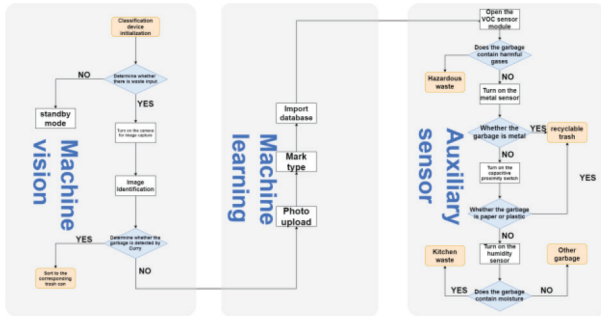 Classification
device
initialization
Determine whether
there is waste input.
NO
YES
standby
mode
Turn on the camera
for image capture
Image Identification
Determine whether the
garbage is detected by
Curry
YES
NO
Sort to the
corresponding
trash can
Machine
vision
Import
database
Mark
type
Photo
upload
Machine
learning
Open the
VOC sensor
module
Does the garbage
contain harmful
gases
Hazardous
waste
NO
Turn on the
metal sensor
Whether the
garbage is metal
YES
recyclable
trash
NO
Turn on the
capacitive
proximity switch
Whether the garbage
is paper or plastic
YES
NO
Turn on the
humidity
sensor
Kitchen
waste
Other
garbage
Does the garbage
contain moisture
YES
NO
Auxiliary
sensor